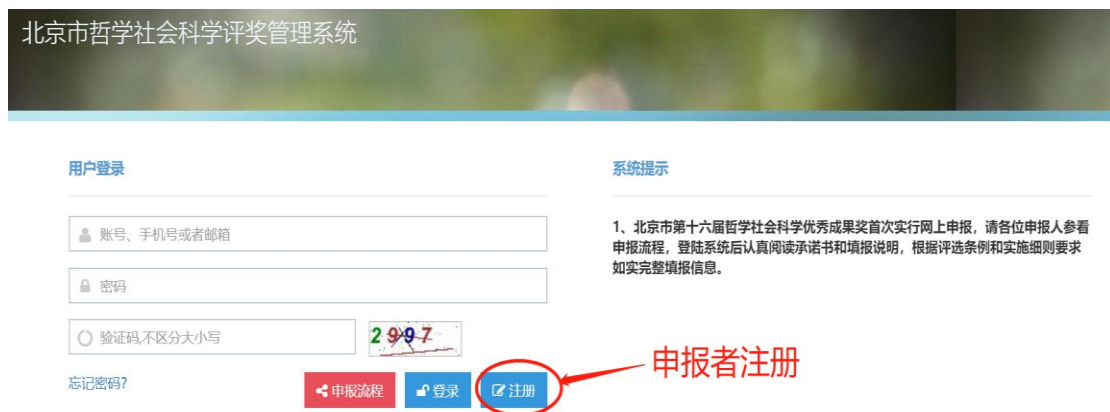 北京市哲学社会科学评奖管理系统
用户登录
账号、手机号或者邮箱
密码
验证码,不区分大小写
2997
忘记密码?
申报流程
登录
注册
系统提示
1、北京市第十六届哲学社会科学优秀成果奖首次实行网上申报，请各位申报人参看
申报流程，登陆系统后认真阅读承诺书和填报说明，根据评选条例和实施细则要求
如实完整填报信息。
申报者注册